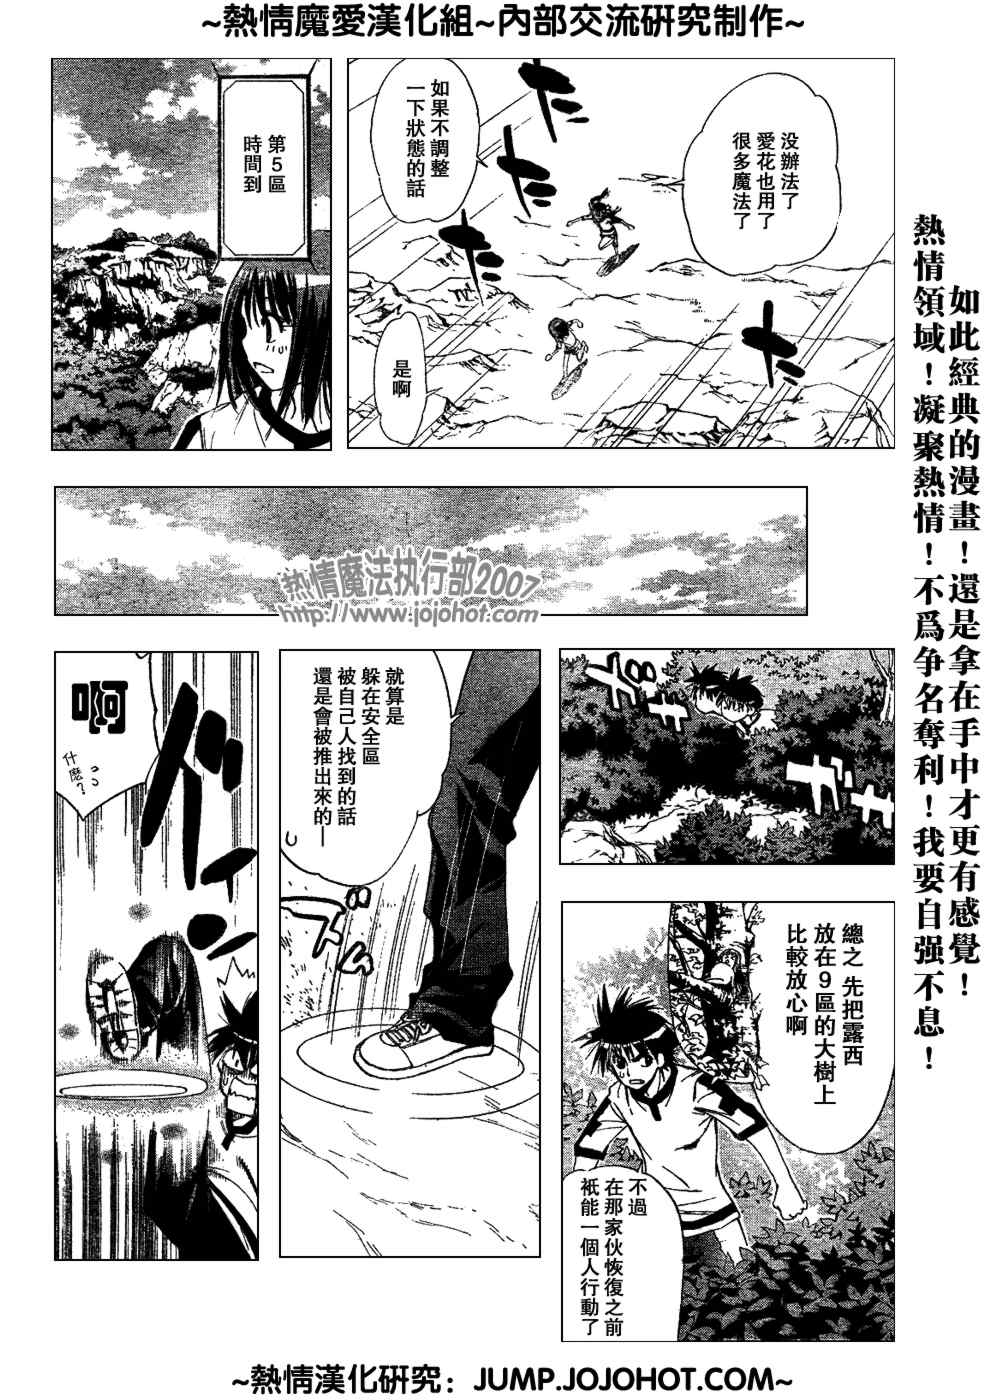 ~熱情魔愛漢化組~內部交流研究制作~
没辦法了
愛花也用了
很多魔法了
如果不調整
一下狀態的話
是啊
第5區
時間到
熱情魔法执行部2007
http://www.jojohot.com
總之 先把露西
放在9區的大樹上
比較放心啊
不過
在那家伙恢復之前
衹能一個人行動了
就算是
躲在安全區
被自己人找到的話
還是會被推出來的—
啊
什麽?
如此經典的漫畫!還是拿在手中才更有感覺!
熱情領域!凝聚熱情!不爲争名奪利!我要自强不息!
~熱情漢化研究: JUMP.JOJOHOT.COM~